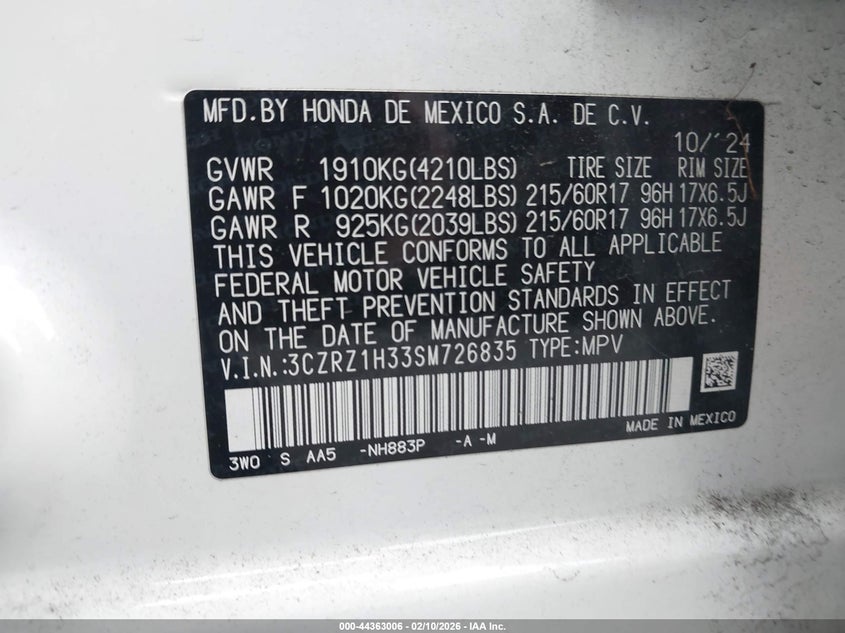 MFD.BY HONDA DE MEXICO S.A. DE C.V.
10/'24
GVWR 1910KG(4210LBS) TIRE SIZE RIM SIZE
GAWR F 1020KG(2248LBS) 215/60R17 96H 17X6.5J
GAWR R 925KG(2039LBS) 215/60R17 96H 17X6.5J
THIS VEHICLE CONFORMS TO ALL APPLICABLE
FEDERAL MOTOR VEHICLE SAFETY
AND THEFT PREVENTION STANDARDS IN EFFECT
ON THE DATE OF MANUFACTURE SHOWN ABOVE.
V.I.N.:3CZRZ1H33SM726835 TYPE:MPV
MADE IN MEXICO
3W0 S AA5 -NH883P -A -M
000-44363006 - 02/10/2026 - IAA Inc.